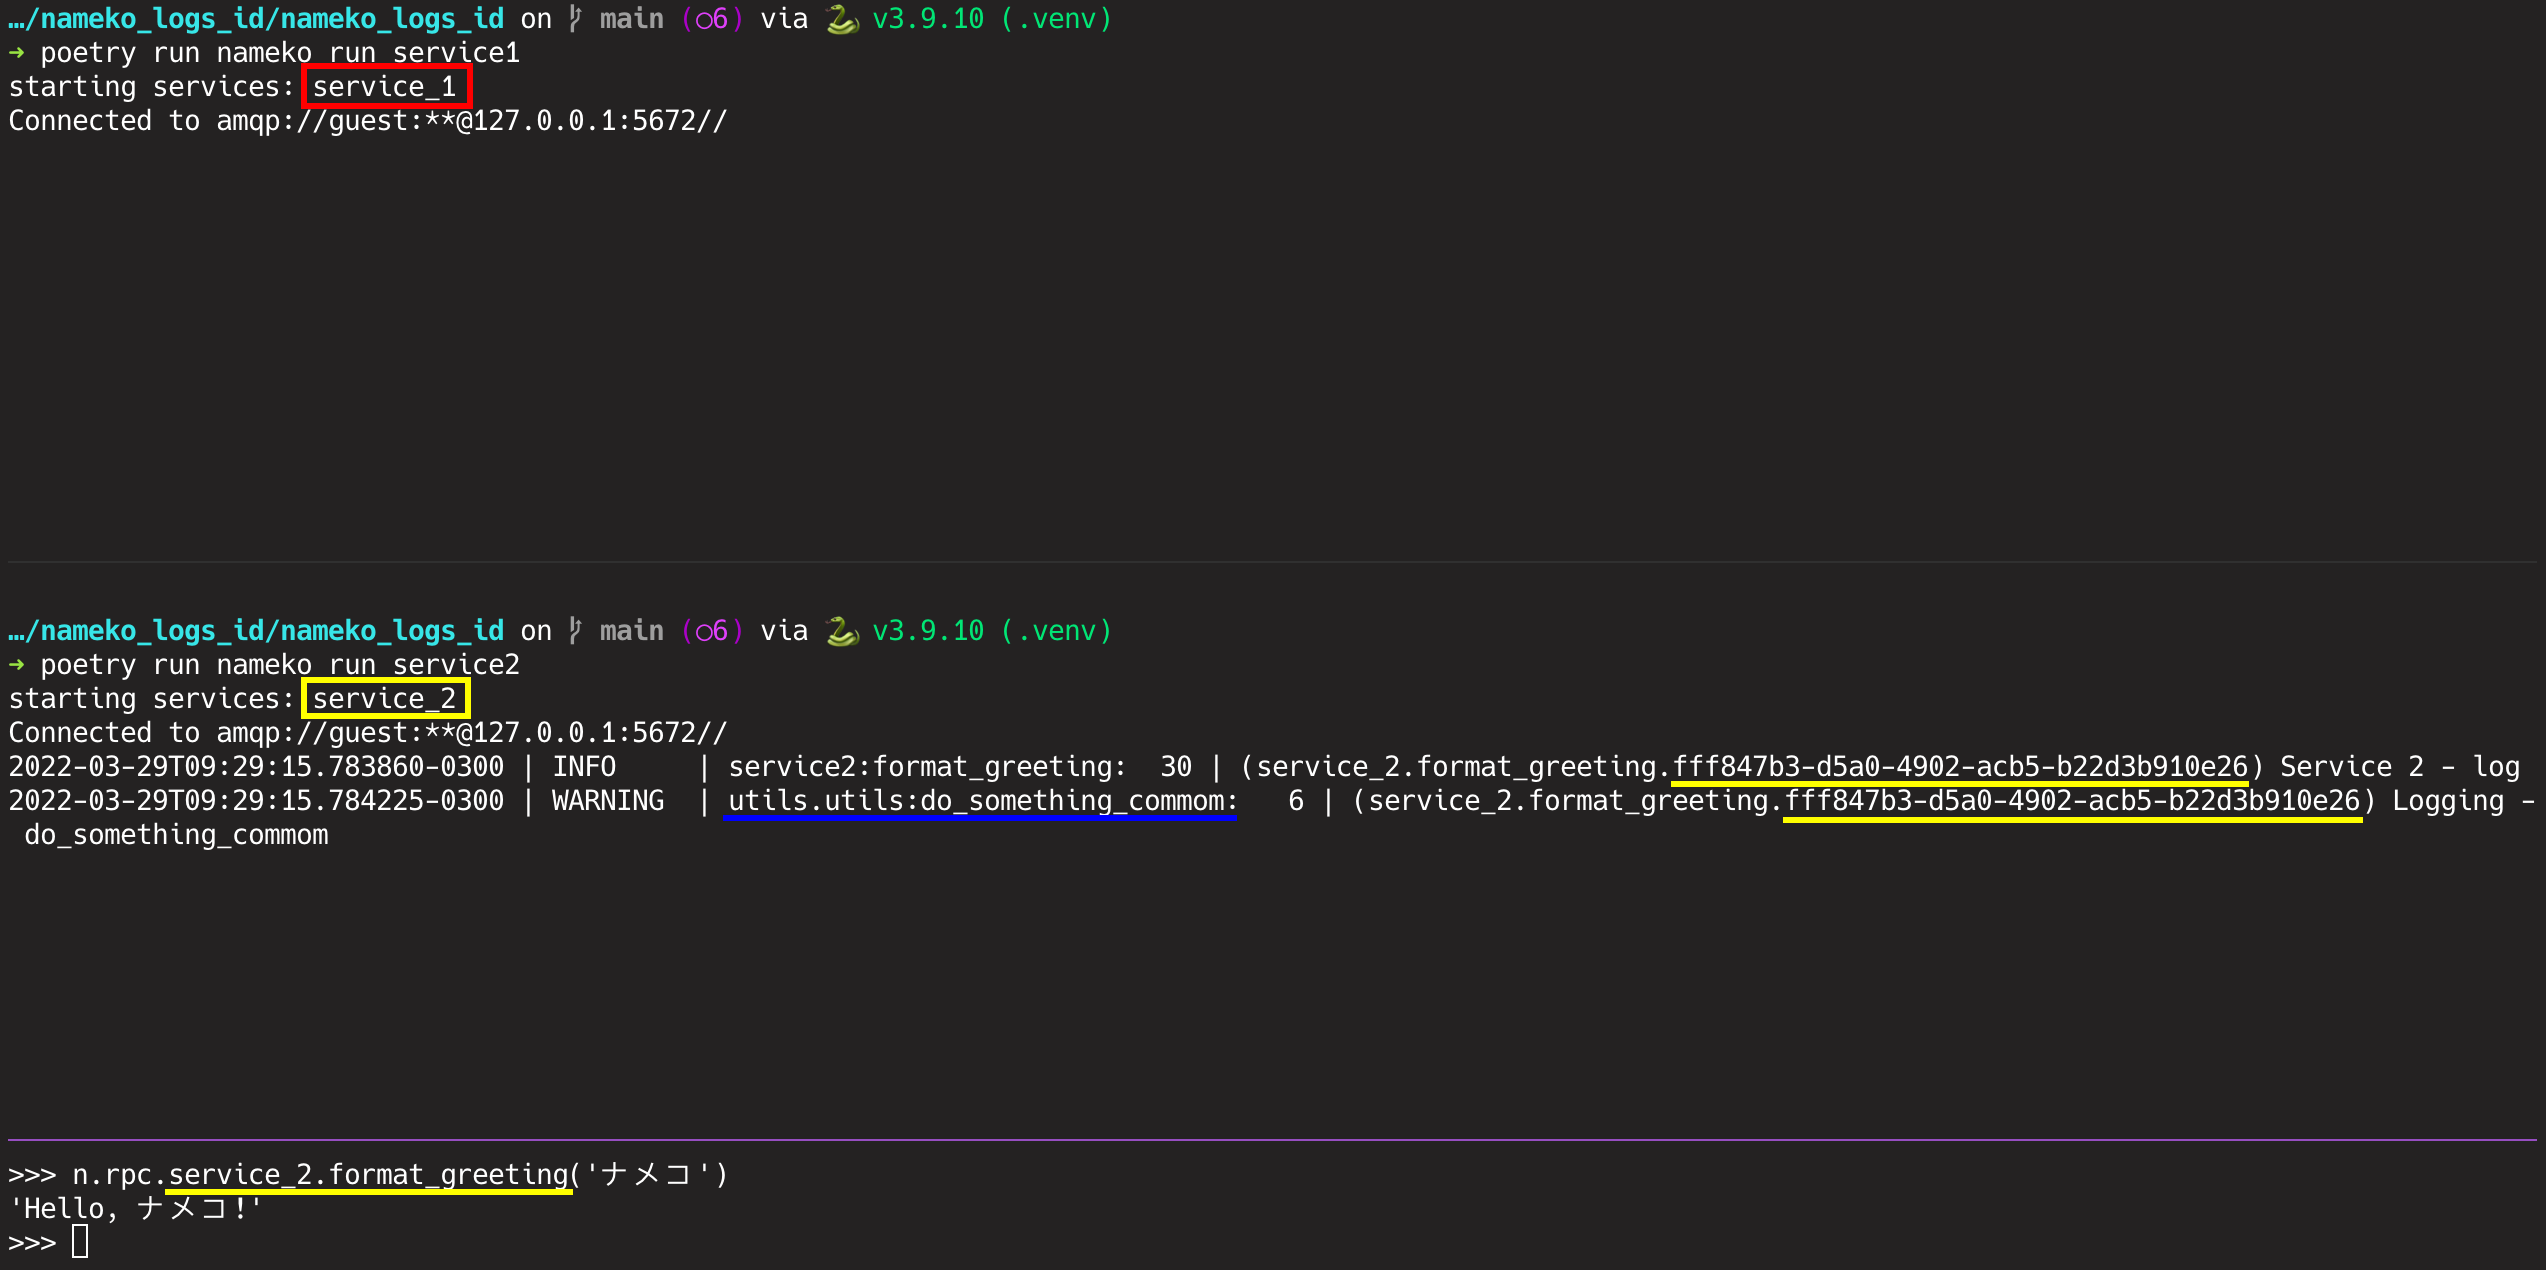 …/nameko_logs_id/nameko_logs_id on main (○6) via 🐍 v3.9.10 (.venv)
➜ poetry run nameko run service1
starting services: service_1
Connected to amqp://guest:**@127.0.0.1:5672//
…/nameko_logs_id/nameko_logs_id on main (○6) via 🐍 v3.9.10 (.venv)
➜ poetry run nameko run service2
starting services: service_2
Connected to amqp://guest:**@127.0.0.1:5672//
2022-03-29T09:29:15.783860-0300 | INFO     | service2:format_greeting:  30 | (service_2.format_greeting.fff847b3-d5a0-4902-acb5-b22d3b910e26) Service 2 - log
2022-03-29T09:29:15.784225-0300 | WARNING  | utils.utils:do_something_commom:   6 | (service_2.format_greeting.fff847b3-d5a0-4902-acb5-b22d3b910e26) Logging -
do_something_commom
>>> n.rpc.service_2.format_greeting('ナメコ')
'Hello, ナメコ!'
>>>